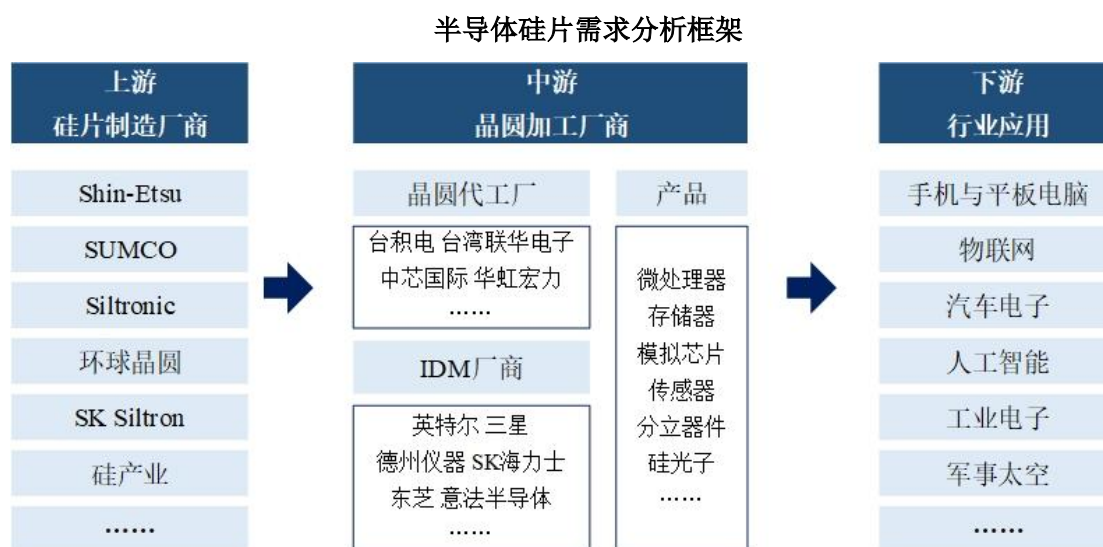 半导体硅片需求分析框架
上游
硅片制造厂商
Shin-Etsu
SUMCO
Siltronic
环球晶圆
SK Siltron
硅产业
……
中游
晶圆加工厂商
晶圆代工厂
台积电 台湾联华电子
中芯国际 华虹宏力
……
IDM厂商
英特尔 三星
德州仪器 SK海力士
东芝 意法半导体
……
产品
微处理器
存储器
模拟芯片
传感器
分立器件
硅光子
……
下游
行业应用
手机与平板电脑
物联网
汽车电子
人工智能
工业电子
军事太空
……